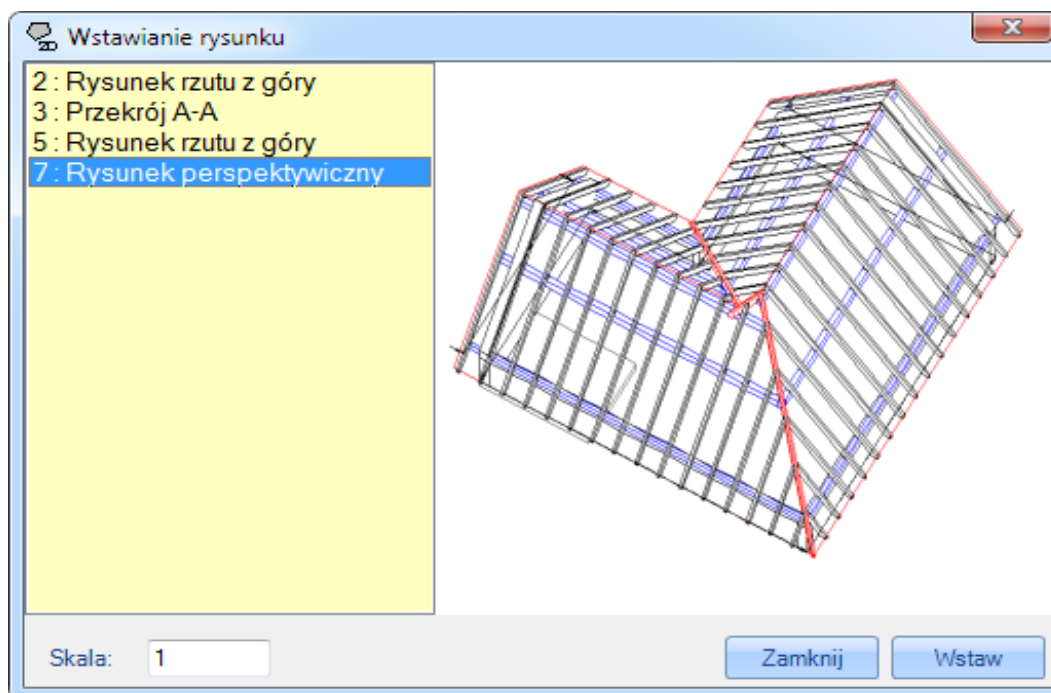 Wstawianie rysunku
2 : Rysunek rzutu z góry
3 : Przekrój A-A
5 : Rysunek rzutu z góry
7 : Rysunek perspektywiczny
Skala: 1
Zamknij
Wstaw